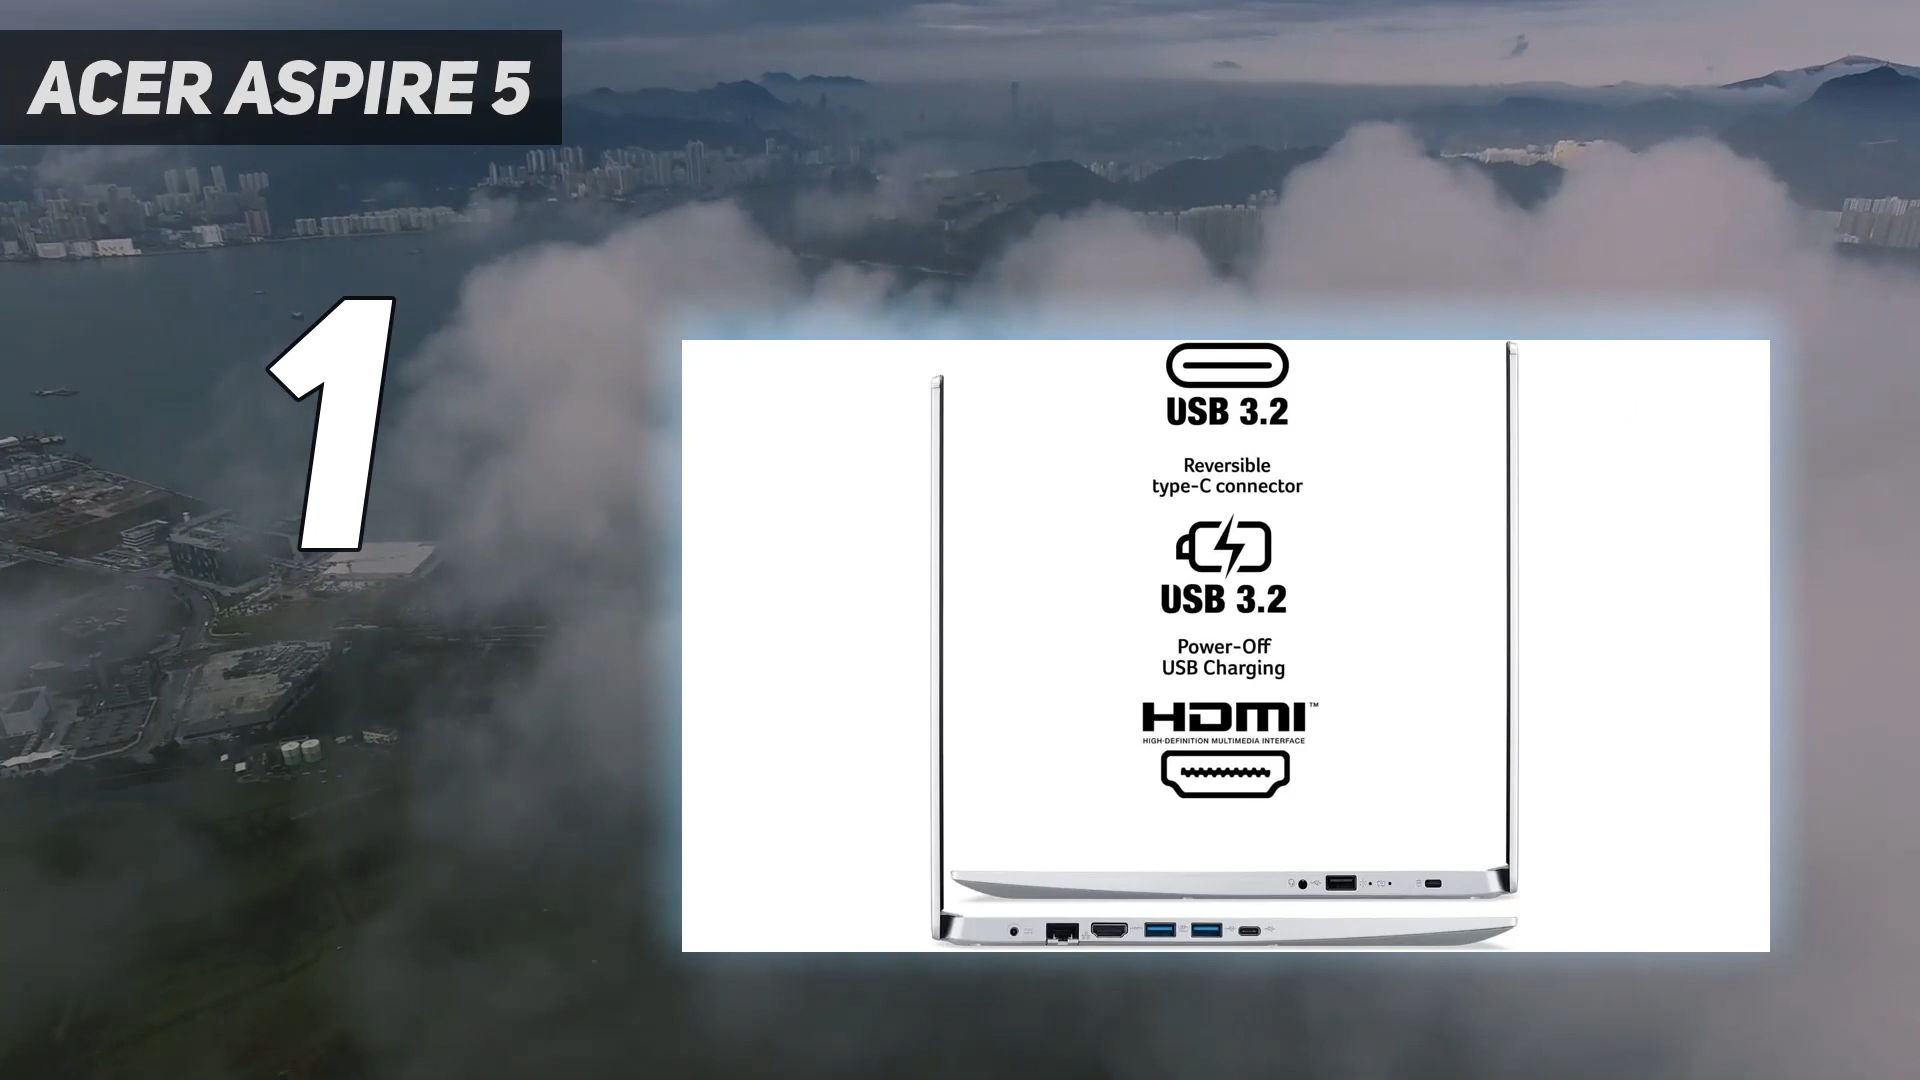 ACER ASPIRE 5
1
USB 3.2
Reversible
type-C connector
USB 3.2
Power-Off
USB Charging
HDMI™
HIGH-DEFINITION MULTIMEDIA INTERFACE